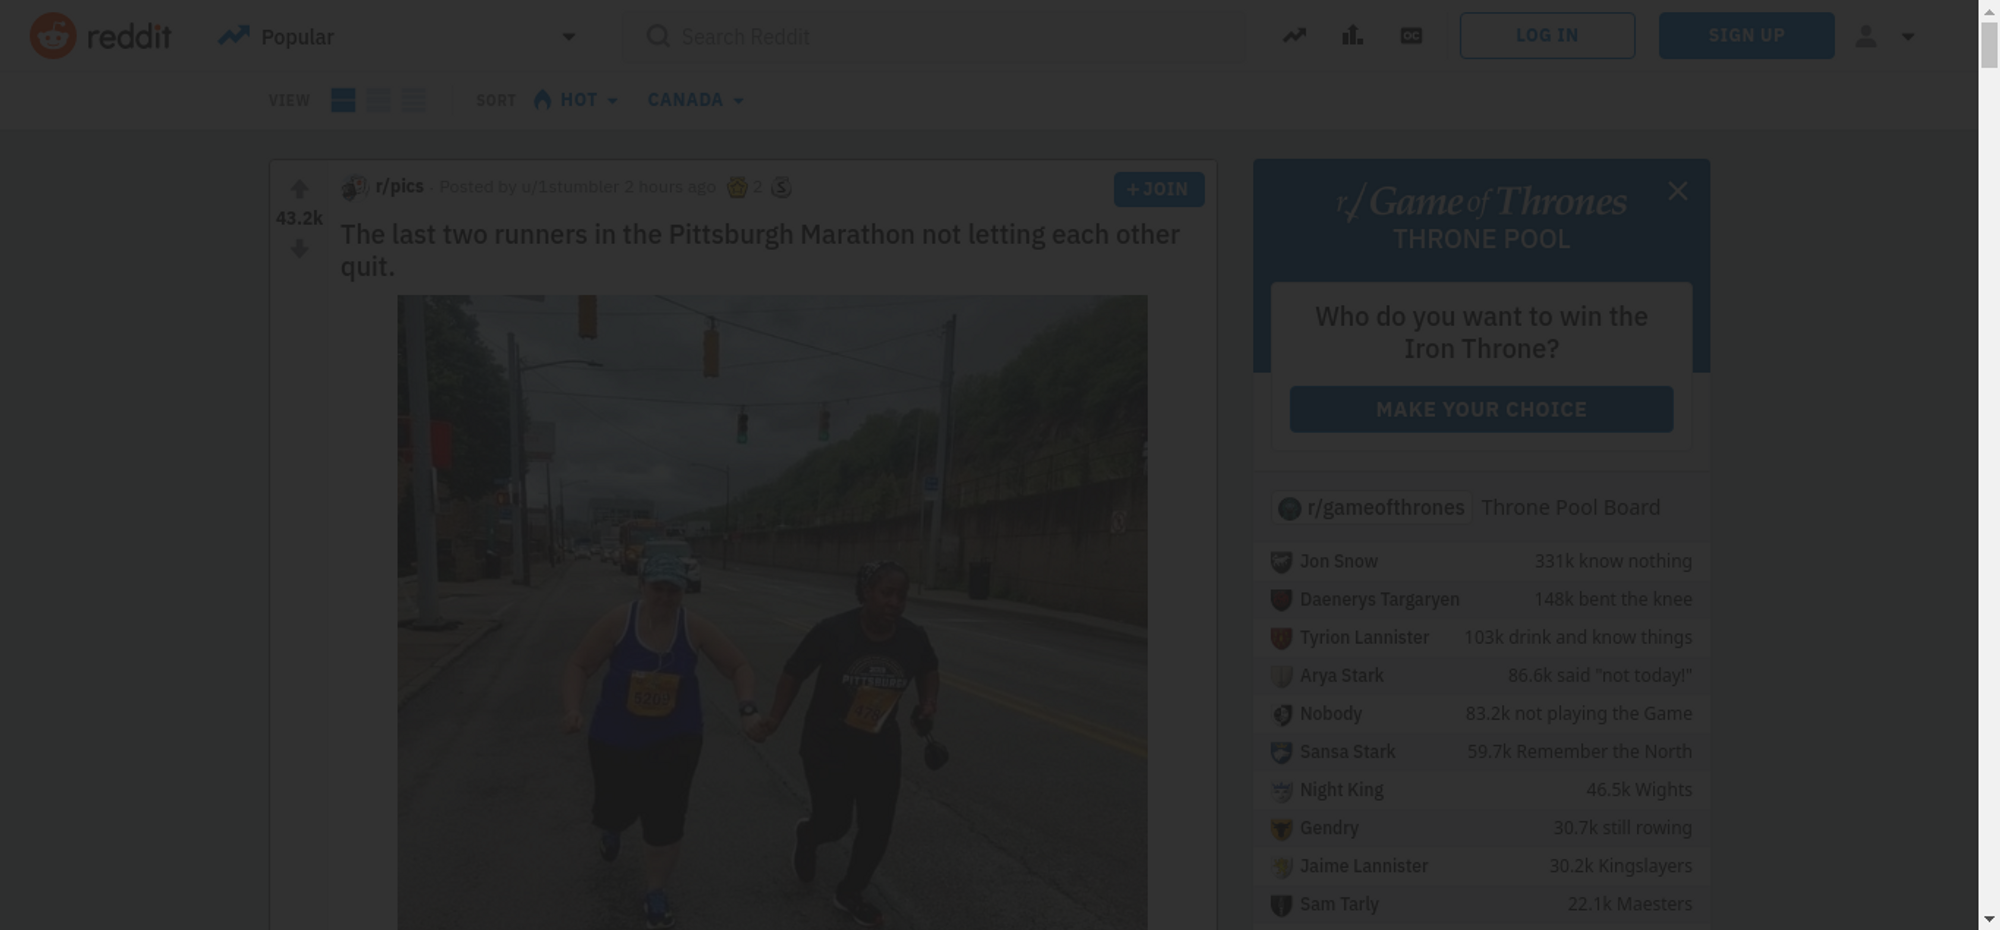 reddit Popular Search Reddit OC LOG IN SIGN UP
VIEW SORT HOT CANADA
r/pics · Posted by u/1stumbler 2 hours ago 2 S + JOIN
43.2k
The last two runners in the Pittsburgh Marathon not letting each other
quit.
5269
PITTSBURGH
r/Game of Thrones
THRONE POOL
Who do you want to win the
Iron Throne?
MAKE YOUR CHOICE
r/gameofthrones Throne Pool Board
Jon Snow 331k know nothing
Daenerys Targaryen 148k bent the knee
Tyrion Lannister 103k drink and know things
Arya Stark 86.6k said "not today!"
Nobody 83.2k not playing the Game
Sansa Stark 59.7k Remember the North
Night King 46.5k Wights
Gendry 30.7k still rowing
Jaime Lannister 30.2k Kingslayers
Sam Tarly 22.1k Maesters